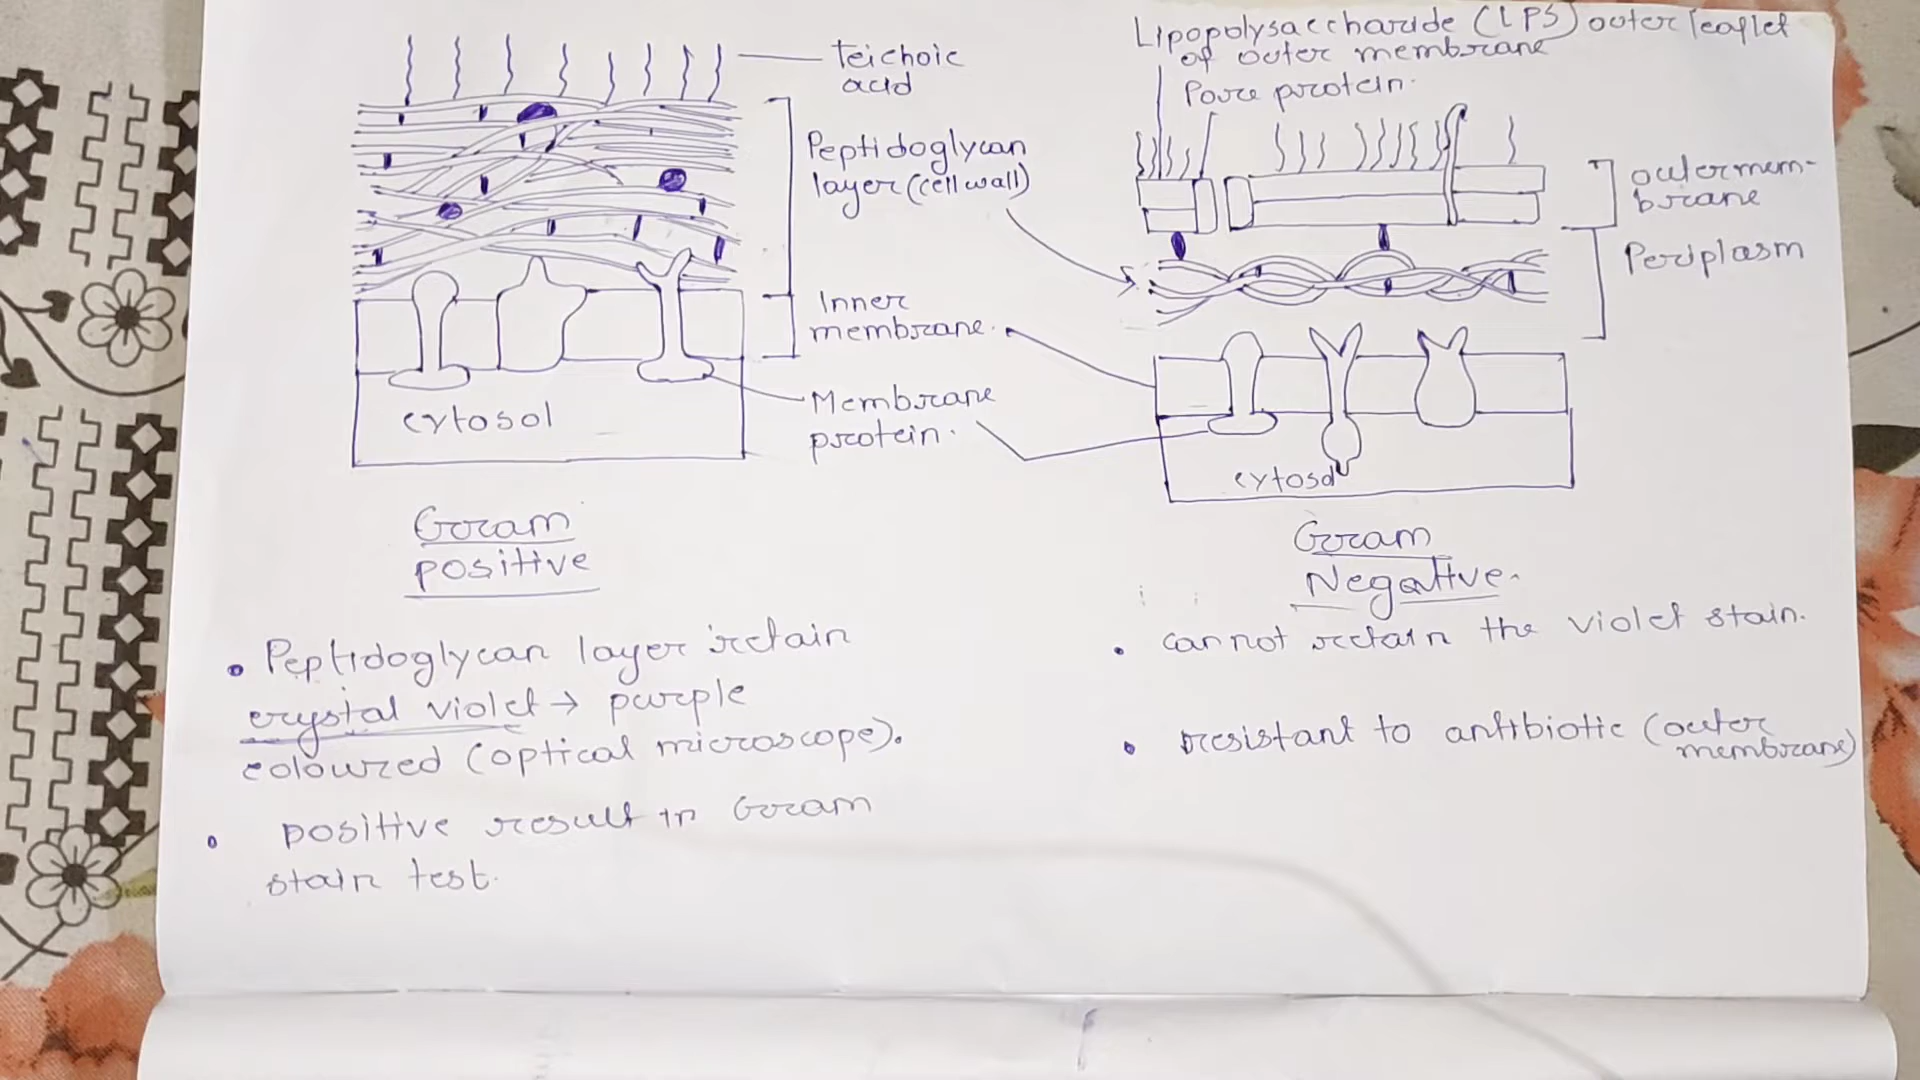 Teichoic
acid
Peptidoglycan
layer (cell wall)
Inner
membrane.
Membrane
protein.
cytosol
Gram
positive
• Peptidoglycan layer retain
crystal violet → purple
coloured (optical microscope).
• positive result in Gram
stain test.
Lipopolysaccharide (LPS) outer leaflet
of outer membrane
Pore protein.
outermem-
brane
Periplasm
cytosol
Gram
Negative.
• cannot retain the violet stain.
• resistant to antibiotic (outer
membrane)